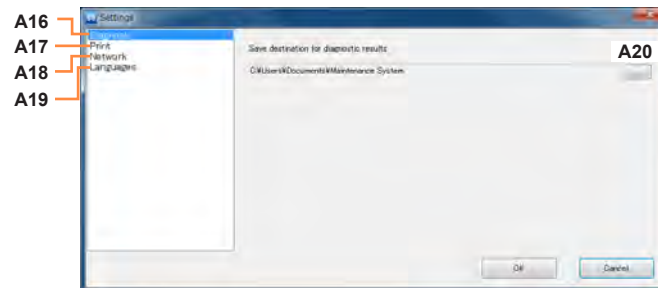 A16
Settings
Diagnosis
A17
Print
A18
Network
A19
Languages
Save destination for diagnostic results
A20
C:¥Users¥Documents¥Maintenance System
OK
Cancel